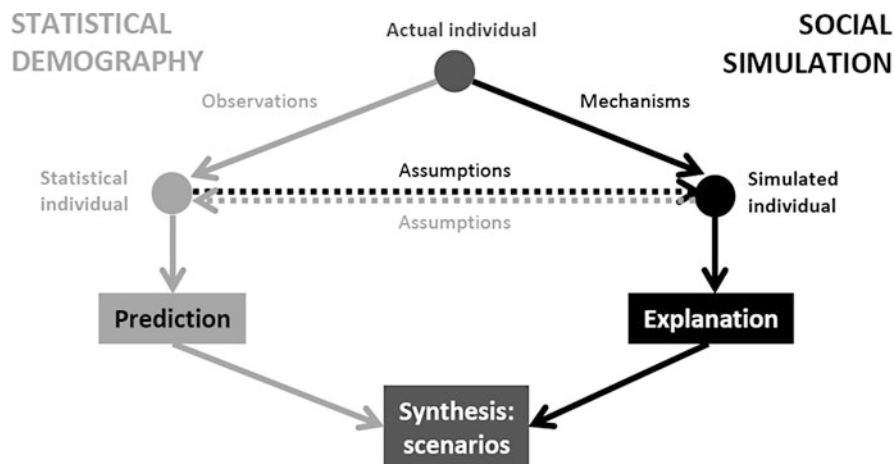 STATISTICAL
DEMOGRAPHY
Actual individual
SOCIAL
SIMULATION
Observations
Mechanisms
Statistical
individual
Assumptions
Assumptions
Simulated
individual
Prediction
Explanation
Synthesis:
scenarios